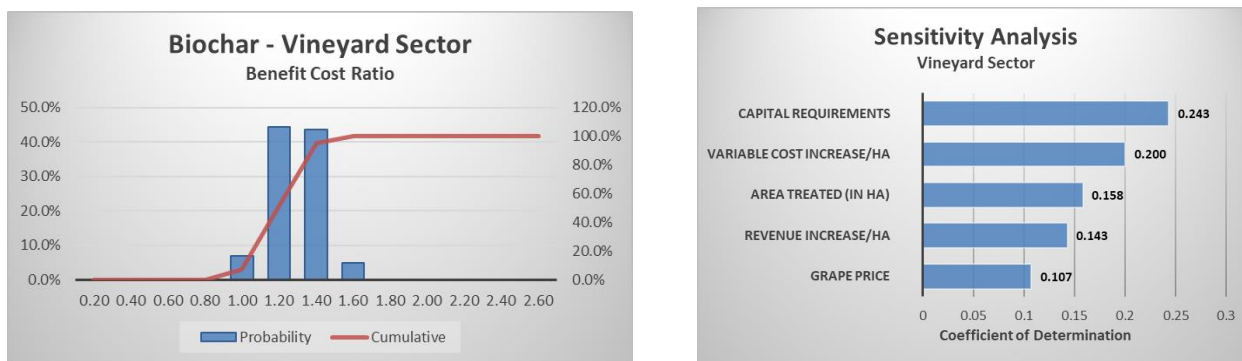 Biochar - Vineyard Sector
Benefit Cost Ratio
50.0%
40.0%
30.0%
20.0%
10.0%
0.0%
120.0%
100.0%
80.0%
60.0%
40.0%
20.0%
0.0%
0.20 0.40 0.60 0.80 1.00 1.20 1.40 1.60 1.80 2.00 2.20 2.40 2.60
Probability Cumulative
Sensitivity Analysis
Vineyard Sector
CAPITAL REQUIREMENTS 0.243
VARIABLE COST INCREASE/HA 0.200
AREA TREATED (IN HA) 0.158
REVENUE INCREASE/HA 0.143
GRAPE PRICE 0.107
0 0.05 0.1 0.15 0.2 0.25 0.3
Coefficient of Determination